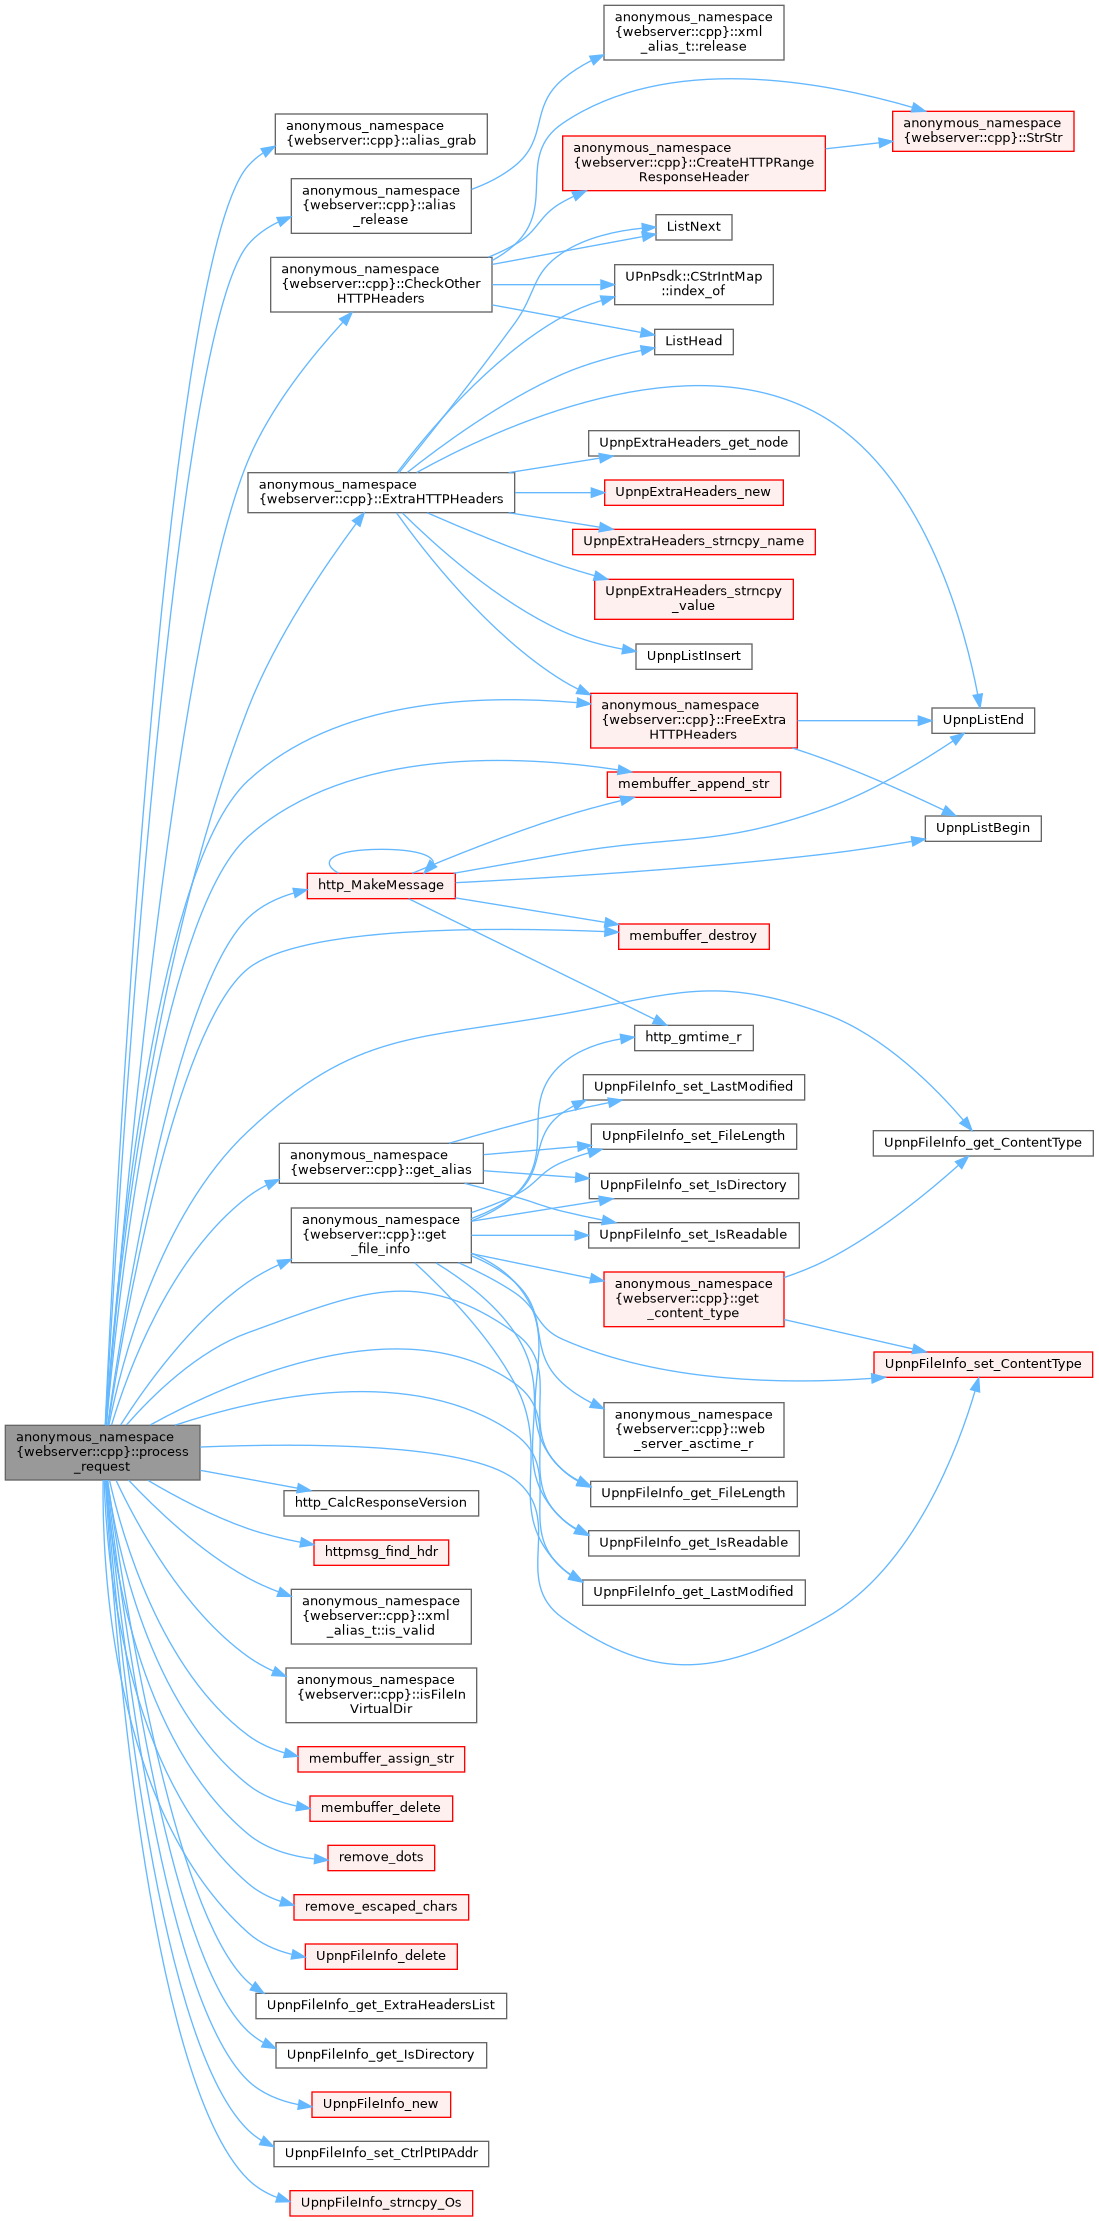 anonymous_namespace
{webserver::cpp}::xml
_alias_t::release
anonymous_namespace
{webserver::cpp}::alias_grab
anonymous_namespace
{webserver::cpp}::StrStr
anonymous_namespace
{webserver::cpp}::CreateHTTPRange
ResponseHeader
anonymous_namespace
{webserver::cpp}::alias
_release
ListNext
anonymous_namespace
{webserver::cpp}::CheckOther
HTTPHeaders
UPnPsdk::CStrIntMap
::index_of
ListHead
UpnpExtraHeaders_get_node
anonymous_namespace
{webserver::cpp}::ExtraHTTPHeaders
UpnpExtraHeaders_new
UpnpExtraHeaders_strncpy_name
UpnpExtraHeaders_strncpy
_value
UpnpListInsert
anonymous_namespace
{webserver::cpp}::FreeExtra
HTTPHeaders
UpnpListEnd
membuffer_append_str
UpnpListBegin
http_MakeMessage
membuffer_destroy
http_gmtime_r
UpnpFileInfo_set_LastModified
UpnpFileInfo_set_FileLength
UpnpFileInfo_get_ContentType
anonymous_namespace
{webserver::cpp}::get_alias
UpnpFileInfo_set_IsDirectory
anonymous_namespace
{webserver::cpp}::get
_file_info
UpnpFileInfo_set_IsReadable
anonymous_namespace
{webserver::cpp}::get
_content_type
UpnpFileInfo_set_ContentType
anonymous_namespace
{webserver::cpp}::web
_server_asctime_r
anonymous_namespace
{webserver::cpp}::process
_request
UpnpFileInfo_get_FileLength
http_CalcResponseVersion
UpnpFileInfo_get_IsReadable
httpmsg_find_hdr
UpnpFileInfo_get_LastModified
anonymous_namespace
{webserver::cpp}::xml
_alias_t::is_valid
anonymous_namespace
{webserver::cpp}::isFileIn
VirtualDir
membuffer_assign_str
membuffer_delete
remove_dots
remove_escaped_chars
UpnpFileInfo_delete
UpnpFileInfo_get_ExtraHeadersList
UpnpFileInfo_get_IsDirectory
UpnpFileInfo_new
UpnpFileInfo_set_CtrlPtIPAddr
UpnpFileInfo_strncpy_Os